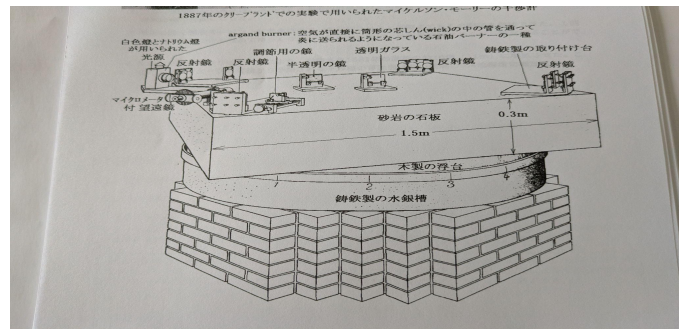 1887年のクリーブランドでの実験で用いられたマイケルソン・モーリーの干渉計
argand burner:空気が直接に筒形の芯しん(wick)の中の管を通って
炎に送られるようになっている石油バーナーの一種
白色燈とナトリウム燈
が用いられた
光源
反射鏡
反射鏡
調節用の鏡
半透明の鏡
透明ガラス
反射鏡
鋳鉄製の取り付け台
反射鏡
マイクロメータ
付 望遠鏡
砂岩の石板
1.5m
0.3m
木製の浮台
1
2
3
4
鋳鉄製の水銀槽